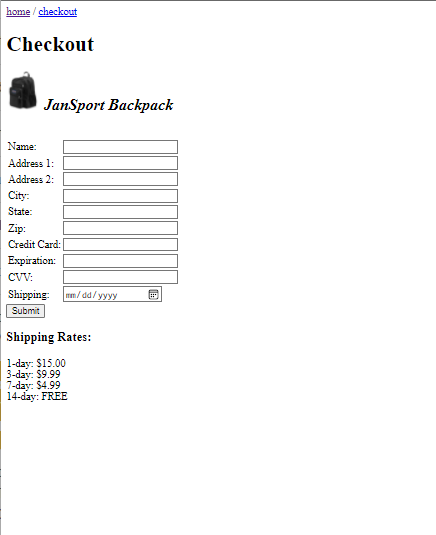 home / checkout
Checkout
JanSport Backpack
Name:
Address 1:
Address 2:
City:
State:
Zip:
Credit Card:
Expiration:
CVV:
Shipping: mm/dd/yyyy
Submit
Shipping Rates:
1-day: $15.00
3-day: $9.99
7-day: $4.99
14-day: FREE